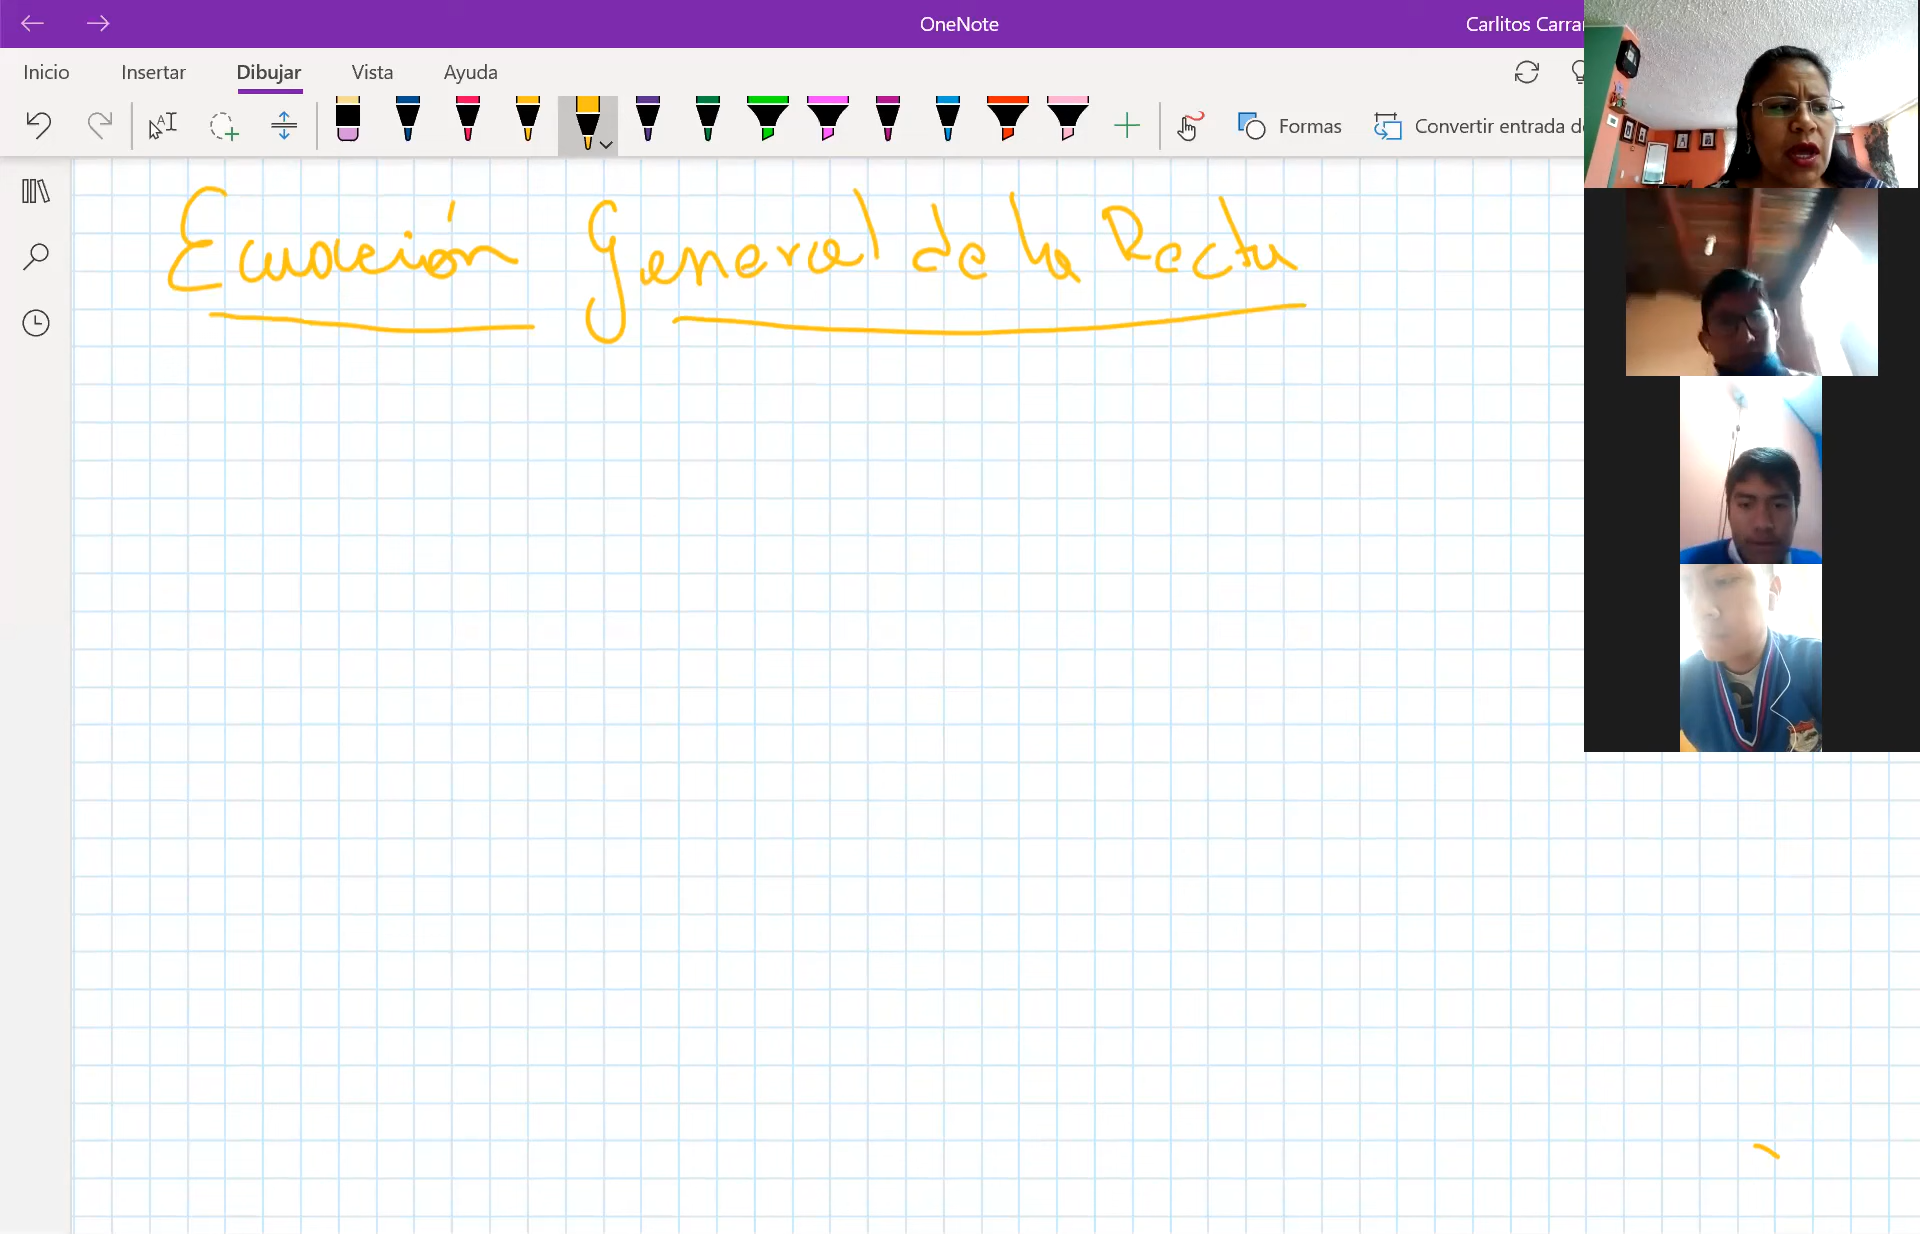 OneNote
Carlitos Carra
Inicio Insertar Dibujar Vista Ayuda
Formas Convertir entrada d
Ecuación General de la Recta